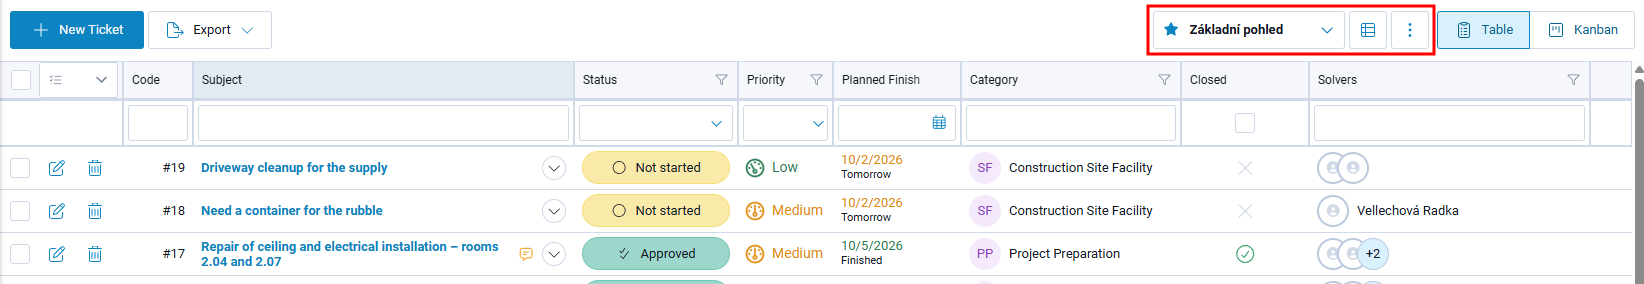 New Ticket Export Základní pohled Table Kanban
Code Subject Status Priority Planned Finish Category Closed Solvers
#19 Driveway cleanup for the supply Not started Low 10/2/2026 SF Construction Site Facility
Tomorrow
#18 Need a container for the rubble Not started Medium 10/2/2026 SF Construction Site Facility Vellechová Radka
Tomorrow
#17 Repair of ceiling and electrical installation – rooms Approved Medium 10/5/2026 PP Project Preparation +2
2.04 and 2.07 Finished